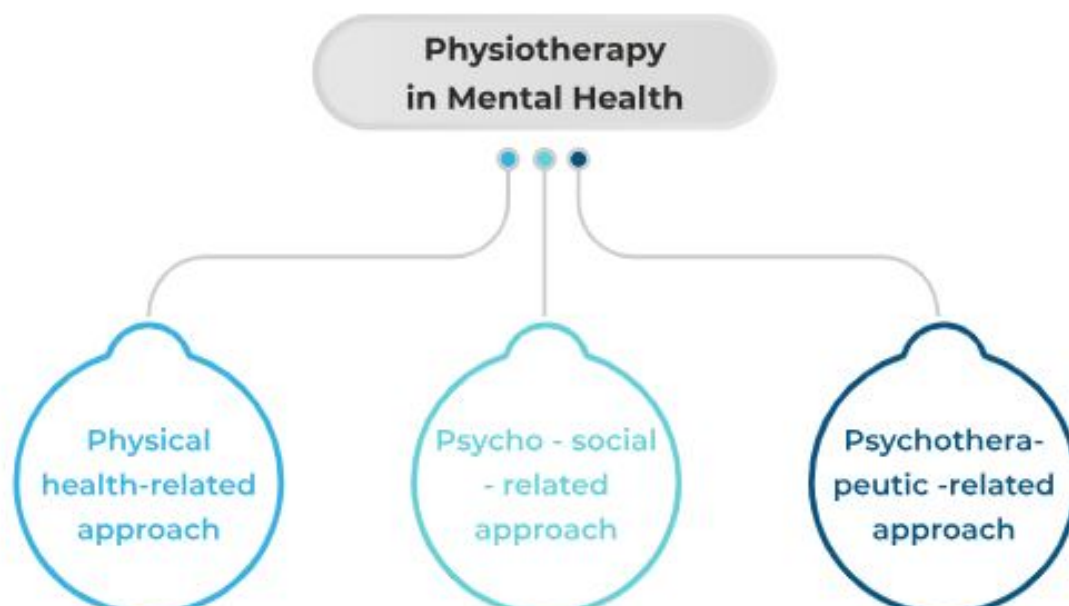 Physiotherapy
in Mental Health
Physical
health-related
approach
Psycho - social
- related
approach
Psychothera-
peutic -related
approach